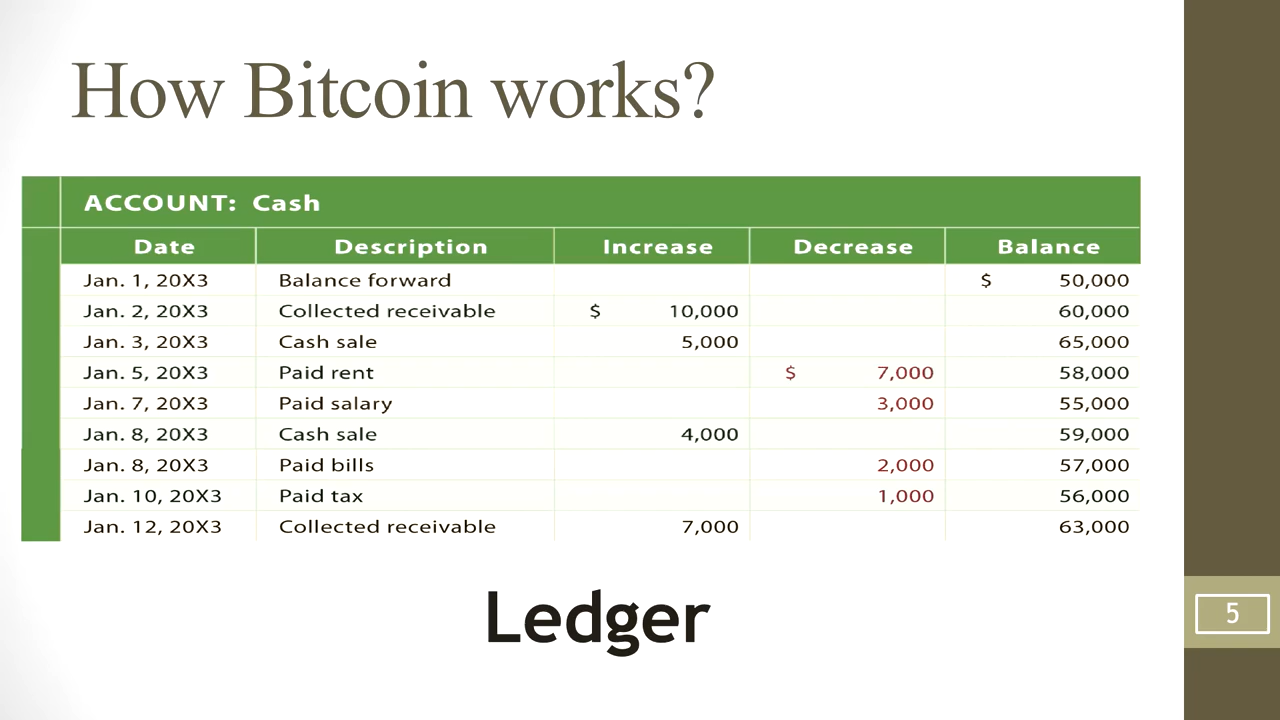 How Bitcoin works?
ACCOUNT: Cash
Date Description Increase Decrease Balance
Jan. 1, 20X3 Balance forward $ 50,000
Jan. 2, 20X3 Collected receivable $ 10,000 60,000
Jan. 3, 20X3 Cash sale 5,000 65,000
Jan. 5, 20X3 Paid rent $ 7,000 58,000
Jan. 7, 20X3 Paid salary 3,000 55,000
Jan. 8, 20X3 Cash sale 4,000 59,000
Jan. 8, 20X3 Paid bills 2,000 57,000
Jan. 10, 20X3 Paid tax 1,000 56,000
Jan. 12, 20X3 Collected receivable 7,000 63,000
Ledger
5